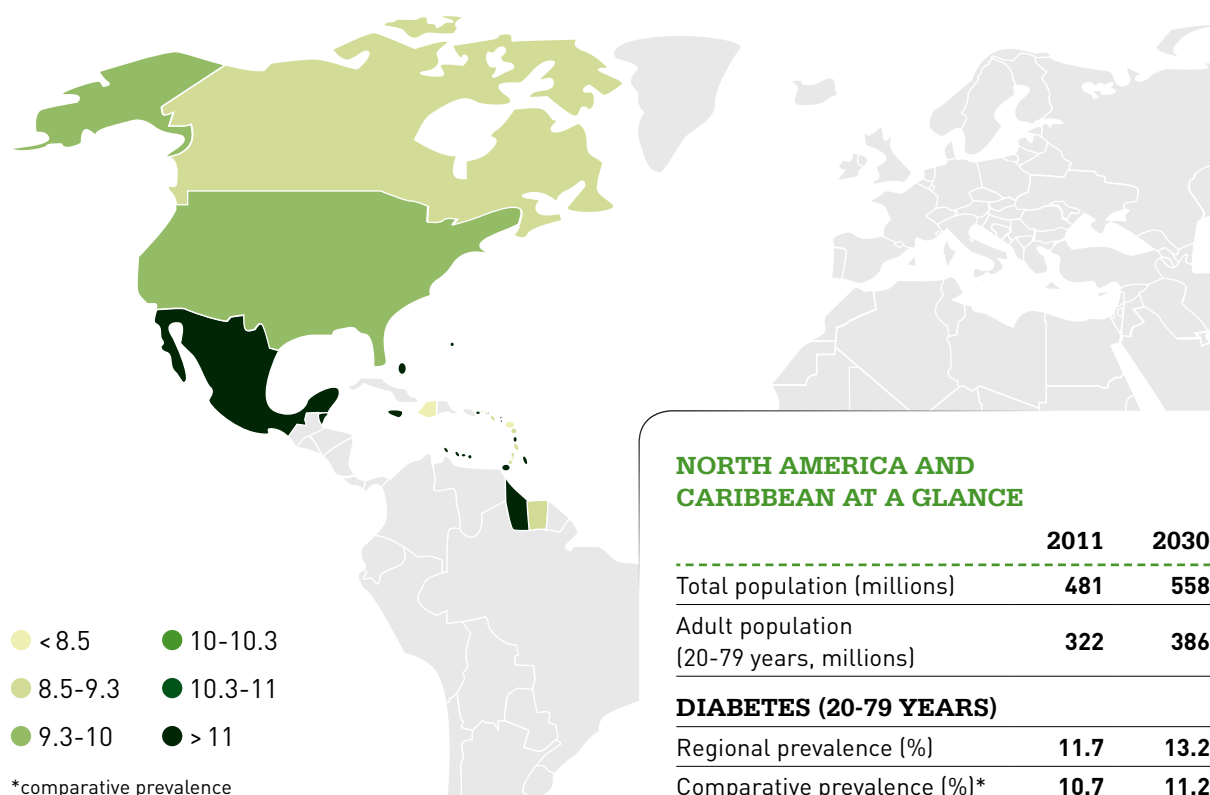 NORTH AMERICA AND
CARIBBEAN AT A GLANCE
2011 2030
Total population (millions) 481 558
Adult population
(20-79 years, millions) 322 386
DIABETES (20-79 YEARS)
Regional prevalence (%) 11.7 13.2
Comparative prevalence (%)* 10.7 11.2
< 8.5 10-10.3
8.5-9.3 10.3-11
9.3-10 > 11
*comparative prevalence